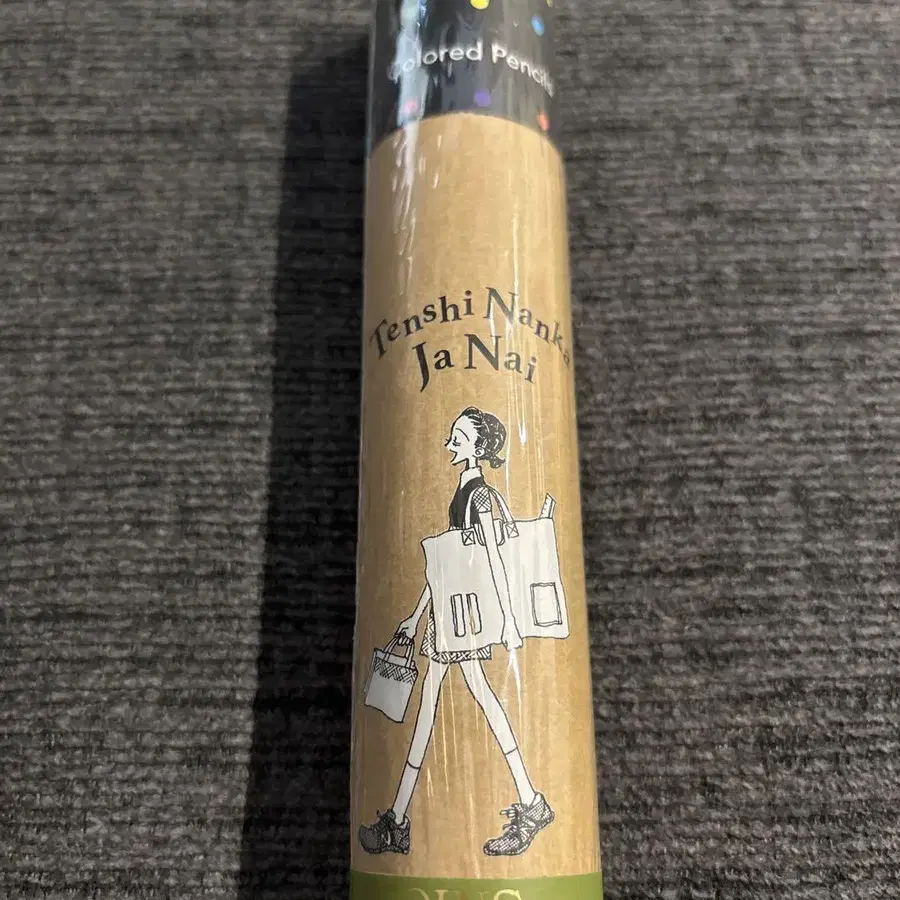 Colored Pencils
Tenshi Nanka
Ja Nai